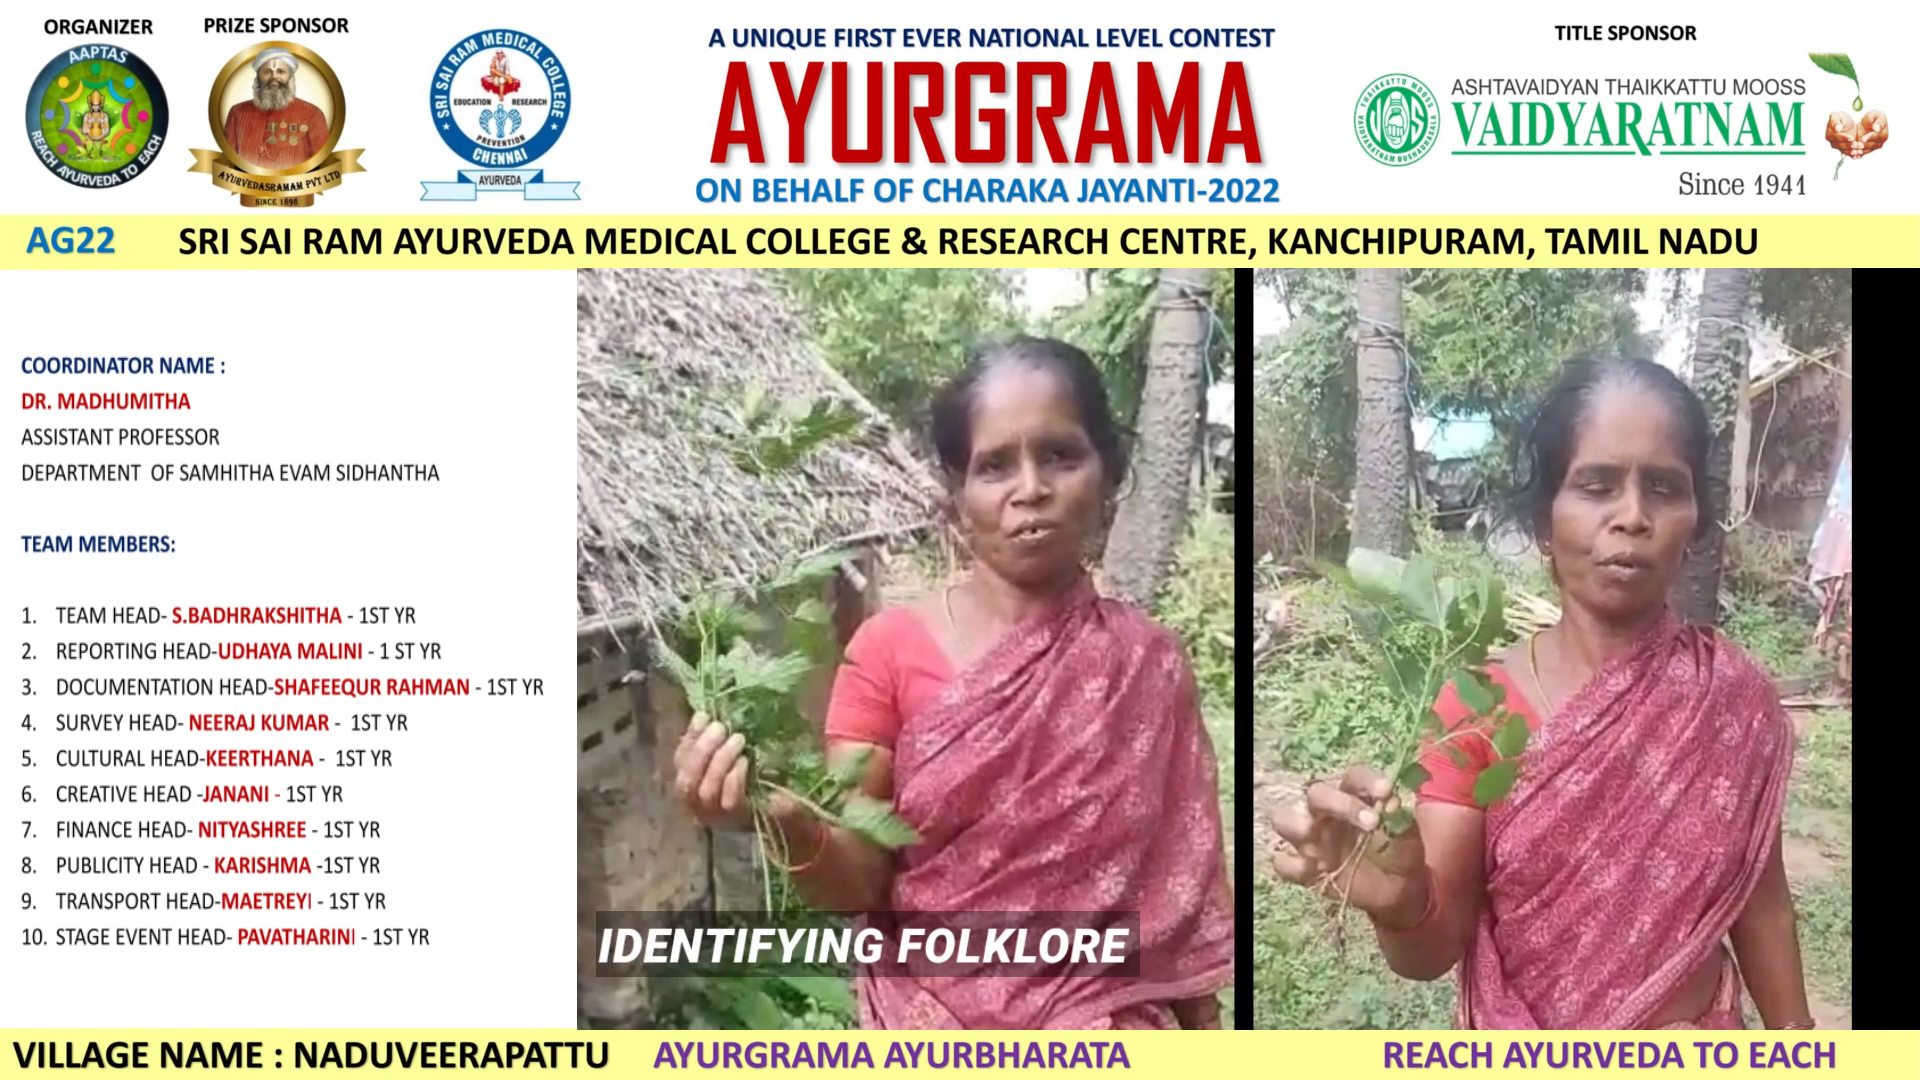 ORGANIZER
AAPTAS
REACH AYURVEDA TO EACH
PRIZE SPONSOR
AYURVEDASRAMAM PVT LTD
SINCE 1898
SRI SAI RAM MEDICAL COLLEGE
EDUCATION RESEARCH
PREVENTION
CHENNAI
AYURVEDA
A UNIQUE FIRST EVER NATIONAL LEVEL CONTEST
AYURGRAMA
ON BEHALF OF CHARAKA JAYANTI-2022
TITLE SPONSOR
THAIKKATTU MOOSS
VAIDYARATNAM OUSHADHASALA
ASHTAVAIDYAN THAIKKATTU MOOSS
VAIDYARATNAM
Since 1941
AG22 SRI SAI RAM AYURVEDA MEDICAL COLLEGE & RESEARCH CENTRE, KANCHIPURAM, TAMIL NADU
COORDINATOR NAME :
DR. MADHUMITHA
ASSISTANT PROFESSOR
DEPARTMENT OF SAMHITHA EVAM SIDHANTHA
TEAM MEMBERS:
1. TEAM HEAD- S.BADHRAKSHITHA - 1ST YR
2. REPORTING HEAD-UDHAYA MALINI - 1 ST YR
3. DOCUMENTATION HEAD-SHAFEEQUR RAHMAN - 1ST YR
4. SURVEY HEAD- NEERAJ KUMAR - 1ST YR
5. CULTURAL HEAD-KEERTHANA - 1ST YR
6. CREATIVE HEAD -JANANI - 1ST YR
7. FINANCE HEAD- NITYASHREE - 1ST YR
8. PUBLICITY HEAD - KARISHMA -1ST YR
9. TRANSPORT HEAD-MAETREYI - 1ST YR
10. STAGE EVENT HEAD- PAVATHARINI - 1ST YR
IDENTIFYING FOLKLORE
VILLAGE NAME : NADUVEERAPATTU AYURGRAMA AYURBHARATA REACH AYURVEDA TO EACH